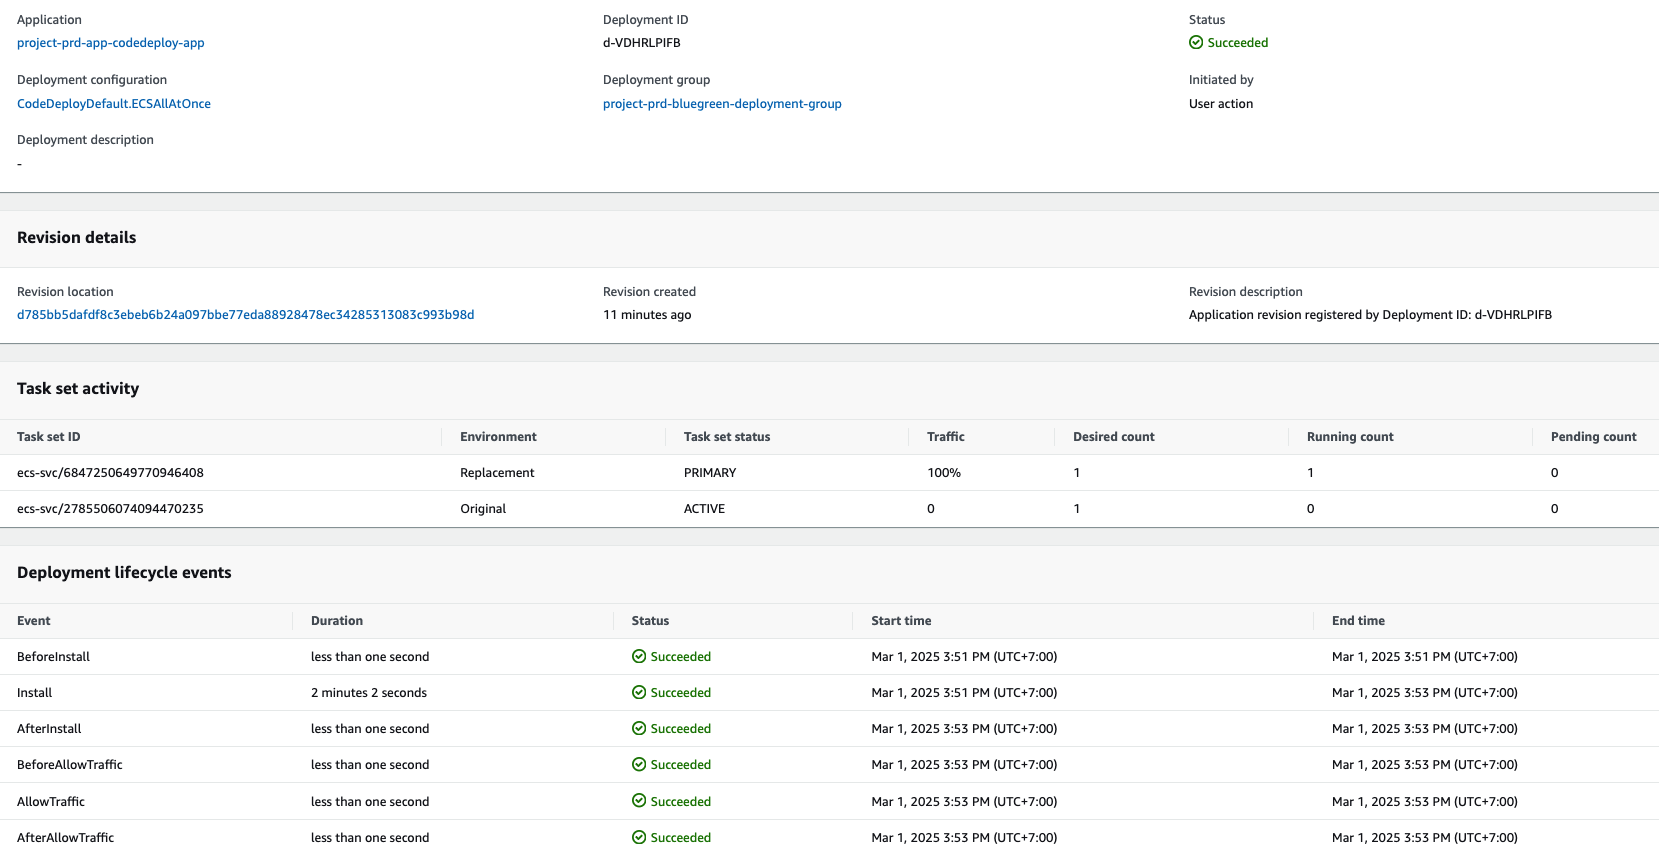 Application
Deployment ID
Status
project-prd-app-codedeploy-app
d-VDHRLPIFB
Succeeded
Deployment configuration
Deployment group
Initiated by
CodeDeployDefault.ECSAllAtOnce
project-prd-bluegreen-deployment-group
User action
Deployment description
-
Revision details
Revision location
Revision created
Revision description
d785bb5dafdf8c3ebeb6b24a097bbe77eda88928478ec34285313083c993b98d
11 minutes ago
Application revision registered by Deployment ID: d-VDHRLPIFB
Task set activity
Task set ID Environment Task set status Traffic Desired count Running count Pending count
ecs-svc/6847250649770946408 Replacement PRIMARY 100% 1 1 0
ecs-svc/2785506074094470235 Original ACTIVE 0 1 0 0
Deployment lifecycle events
Event Duration Status Start time End time
BeforeInstall less than one second Succeeded Mar 1, 2025 3:51 PM (UTC+7:00) Mar 1, 2025 3:51 PM (UTC+7:00)
Install 2 minutes 2 seconds Succeeded Mar 1, 2025 3:51 PM (UTC+7:00) Mar 1, 2025 3:53 PM (UTC+7:00)
AfterInstall less than one second Succeeded Mar 1, 2025 3:53 PM (UTC+7:00) Mar 1, 2025 3:53 PM (UTC+7:00)
BeforeAllowTraffic less than one second Succeeded Mar 1, 2025 3:53 PM (UTC+7:00) Mar 1, 2025 3:53 PM (UTC+7:00)
AllowTraffic less than one second Succeeded Mar 1, 2025 3:53 PM (UTC+7:00) Mar 1, 2025 3:53 PM (UTC+7:00)
AfterAllowTraffic less than one second Succeeded Mar 1, 2025 3:53 PM (UTC+7:00) Mar 1, 2025 3:53 PM (UTC+7:00)